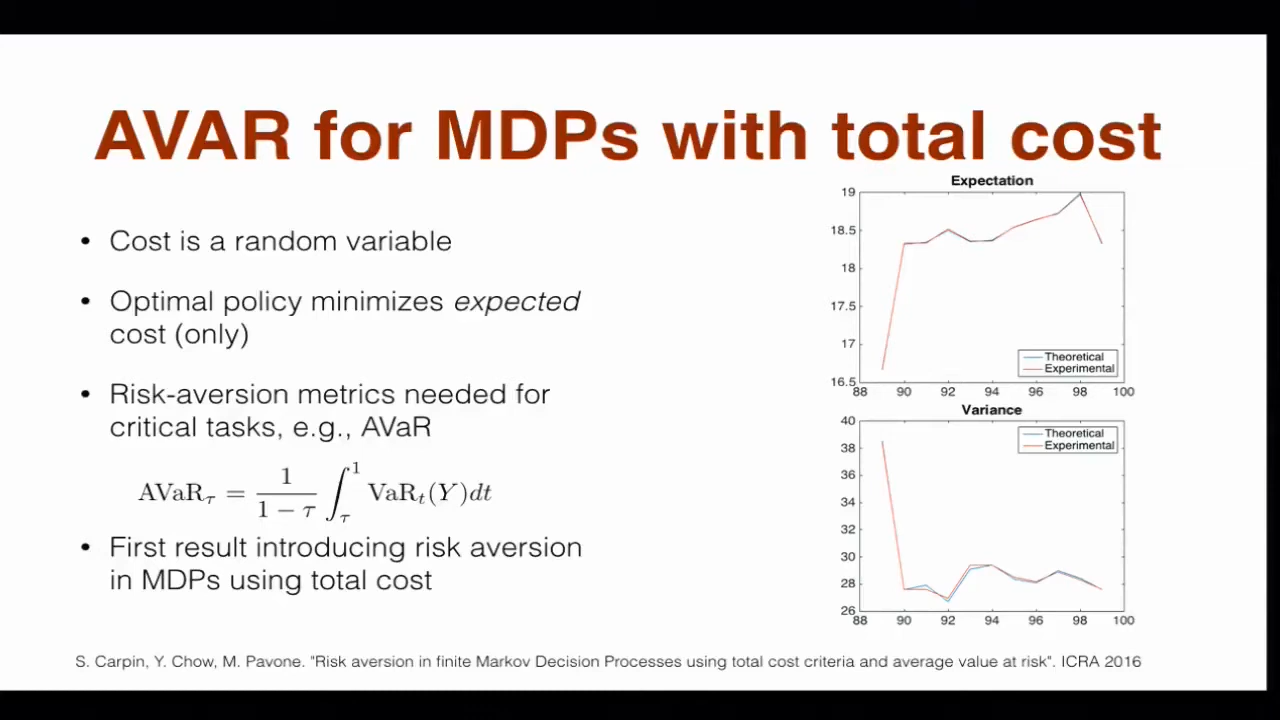 AVAR for MDPs with total cost
• Cost is a random variable
• Optimal policy minimizes expected
cost (only)
• Risk-aversion metrics needed for
critical tasks, e.g., AVaR
AVaRτ = 1/(1 − τ) ∫τ^1 VaRt(Y)dt
• First result introducing risk aversion
in MDPs using total cost
Expectation
19
18.5
18
17.5
17
16.5
88 90 92 94 96 98 100
Theoretical
Experimental
Variance
40
38
36
34
32
30
28
26
88 90 92 94 96 98 100
Theoretical
Experimental
S. Carpin, Y. Chow, M. Pavone. "Risk aversion in finite Markov Decision Processes using total cost criteria and average value at risk". ICRA 2016